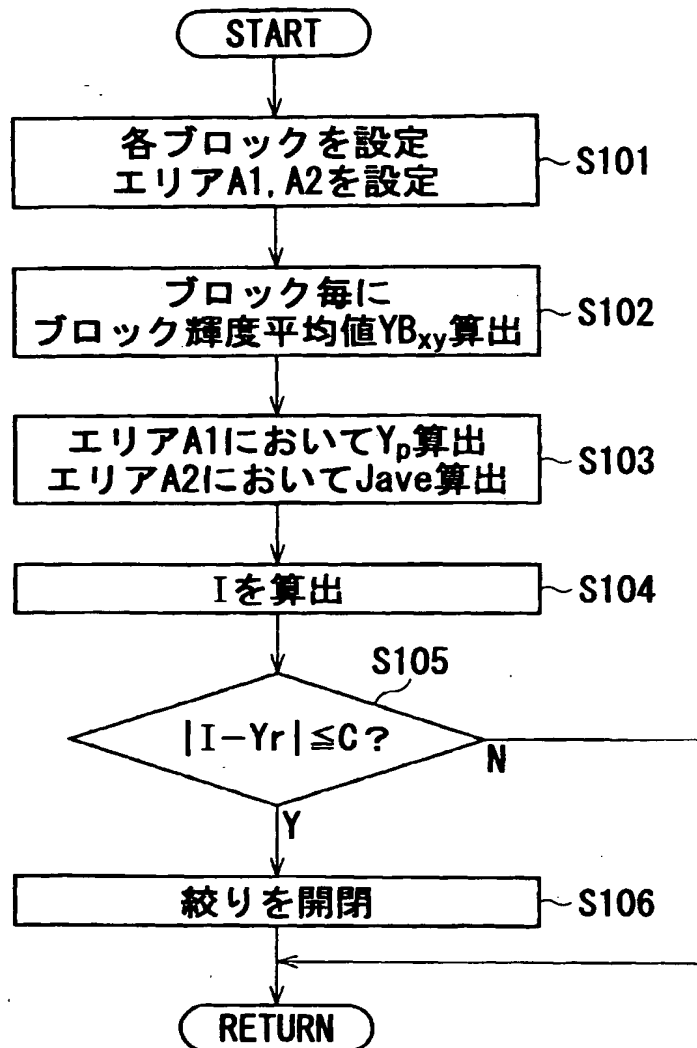 START
各ブロックを設定
エリアA1,A2を設定
S101
ブロック毎に
ブロック輝度平均値YBxy算出
S102
エリアA1においてYp算出
エリアA2においてJave算出
S103
Iを算出
S104
S105
|I-Yr|≦C?
N
Y
絞りを開閉
S106
RETURN